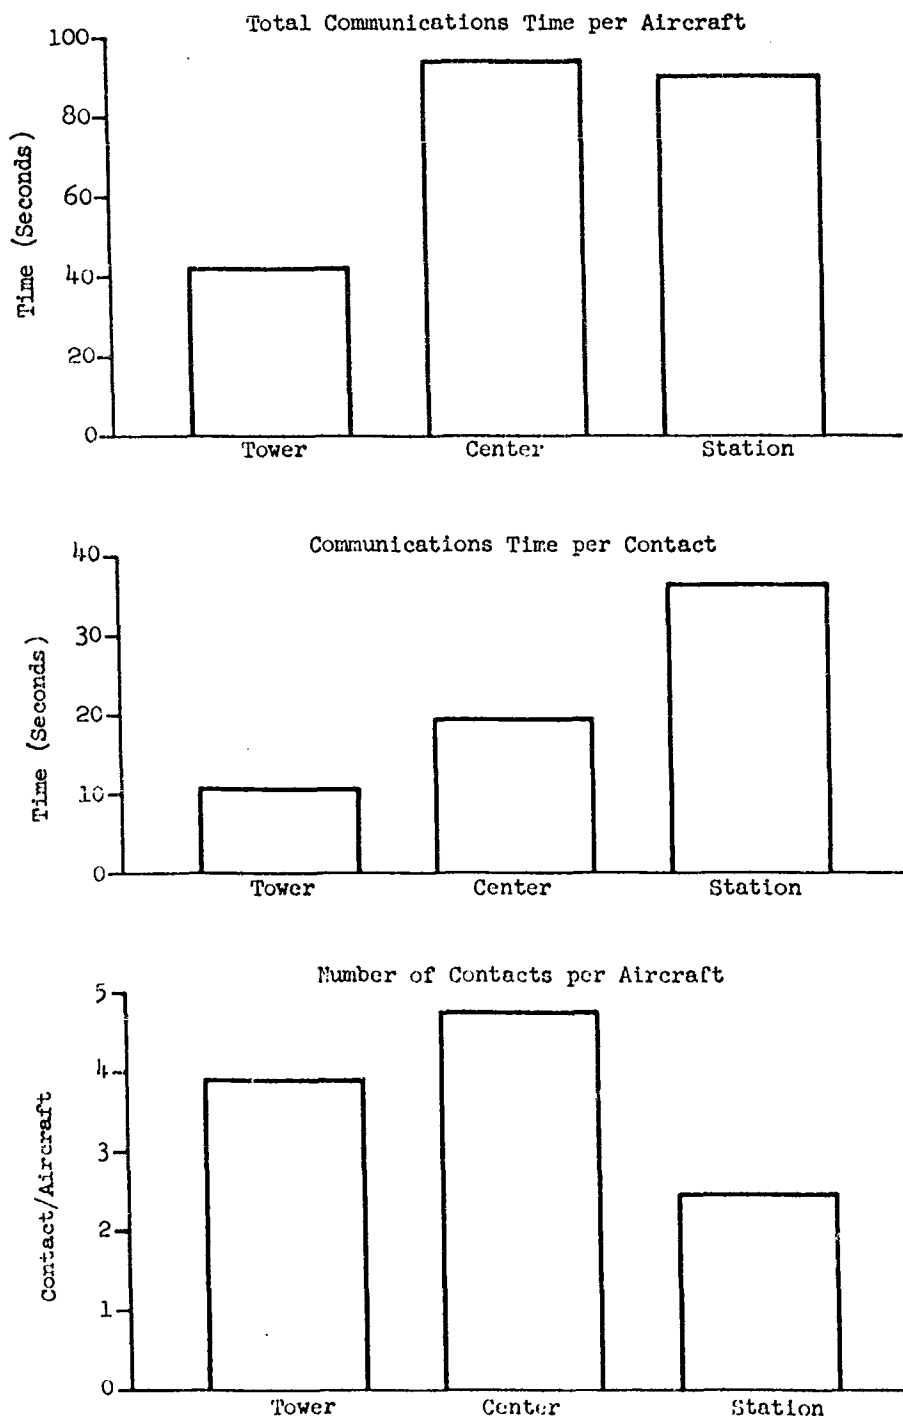 Total Communications Time per Aircraft
100
80
60
40
20
0
Time (Seconds)
Tower Center Station
Communications Time per Contact
40
30
20
10
0
Time (Seconds)
Tower Center Station
Number of Contacts per Aircraft
5
4
3
2
1
0
Contact/Aircraft
Tower Center Station